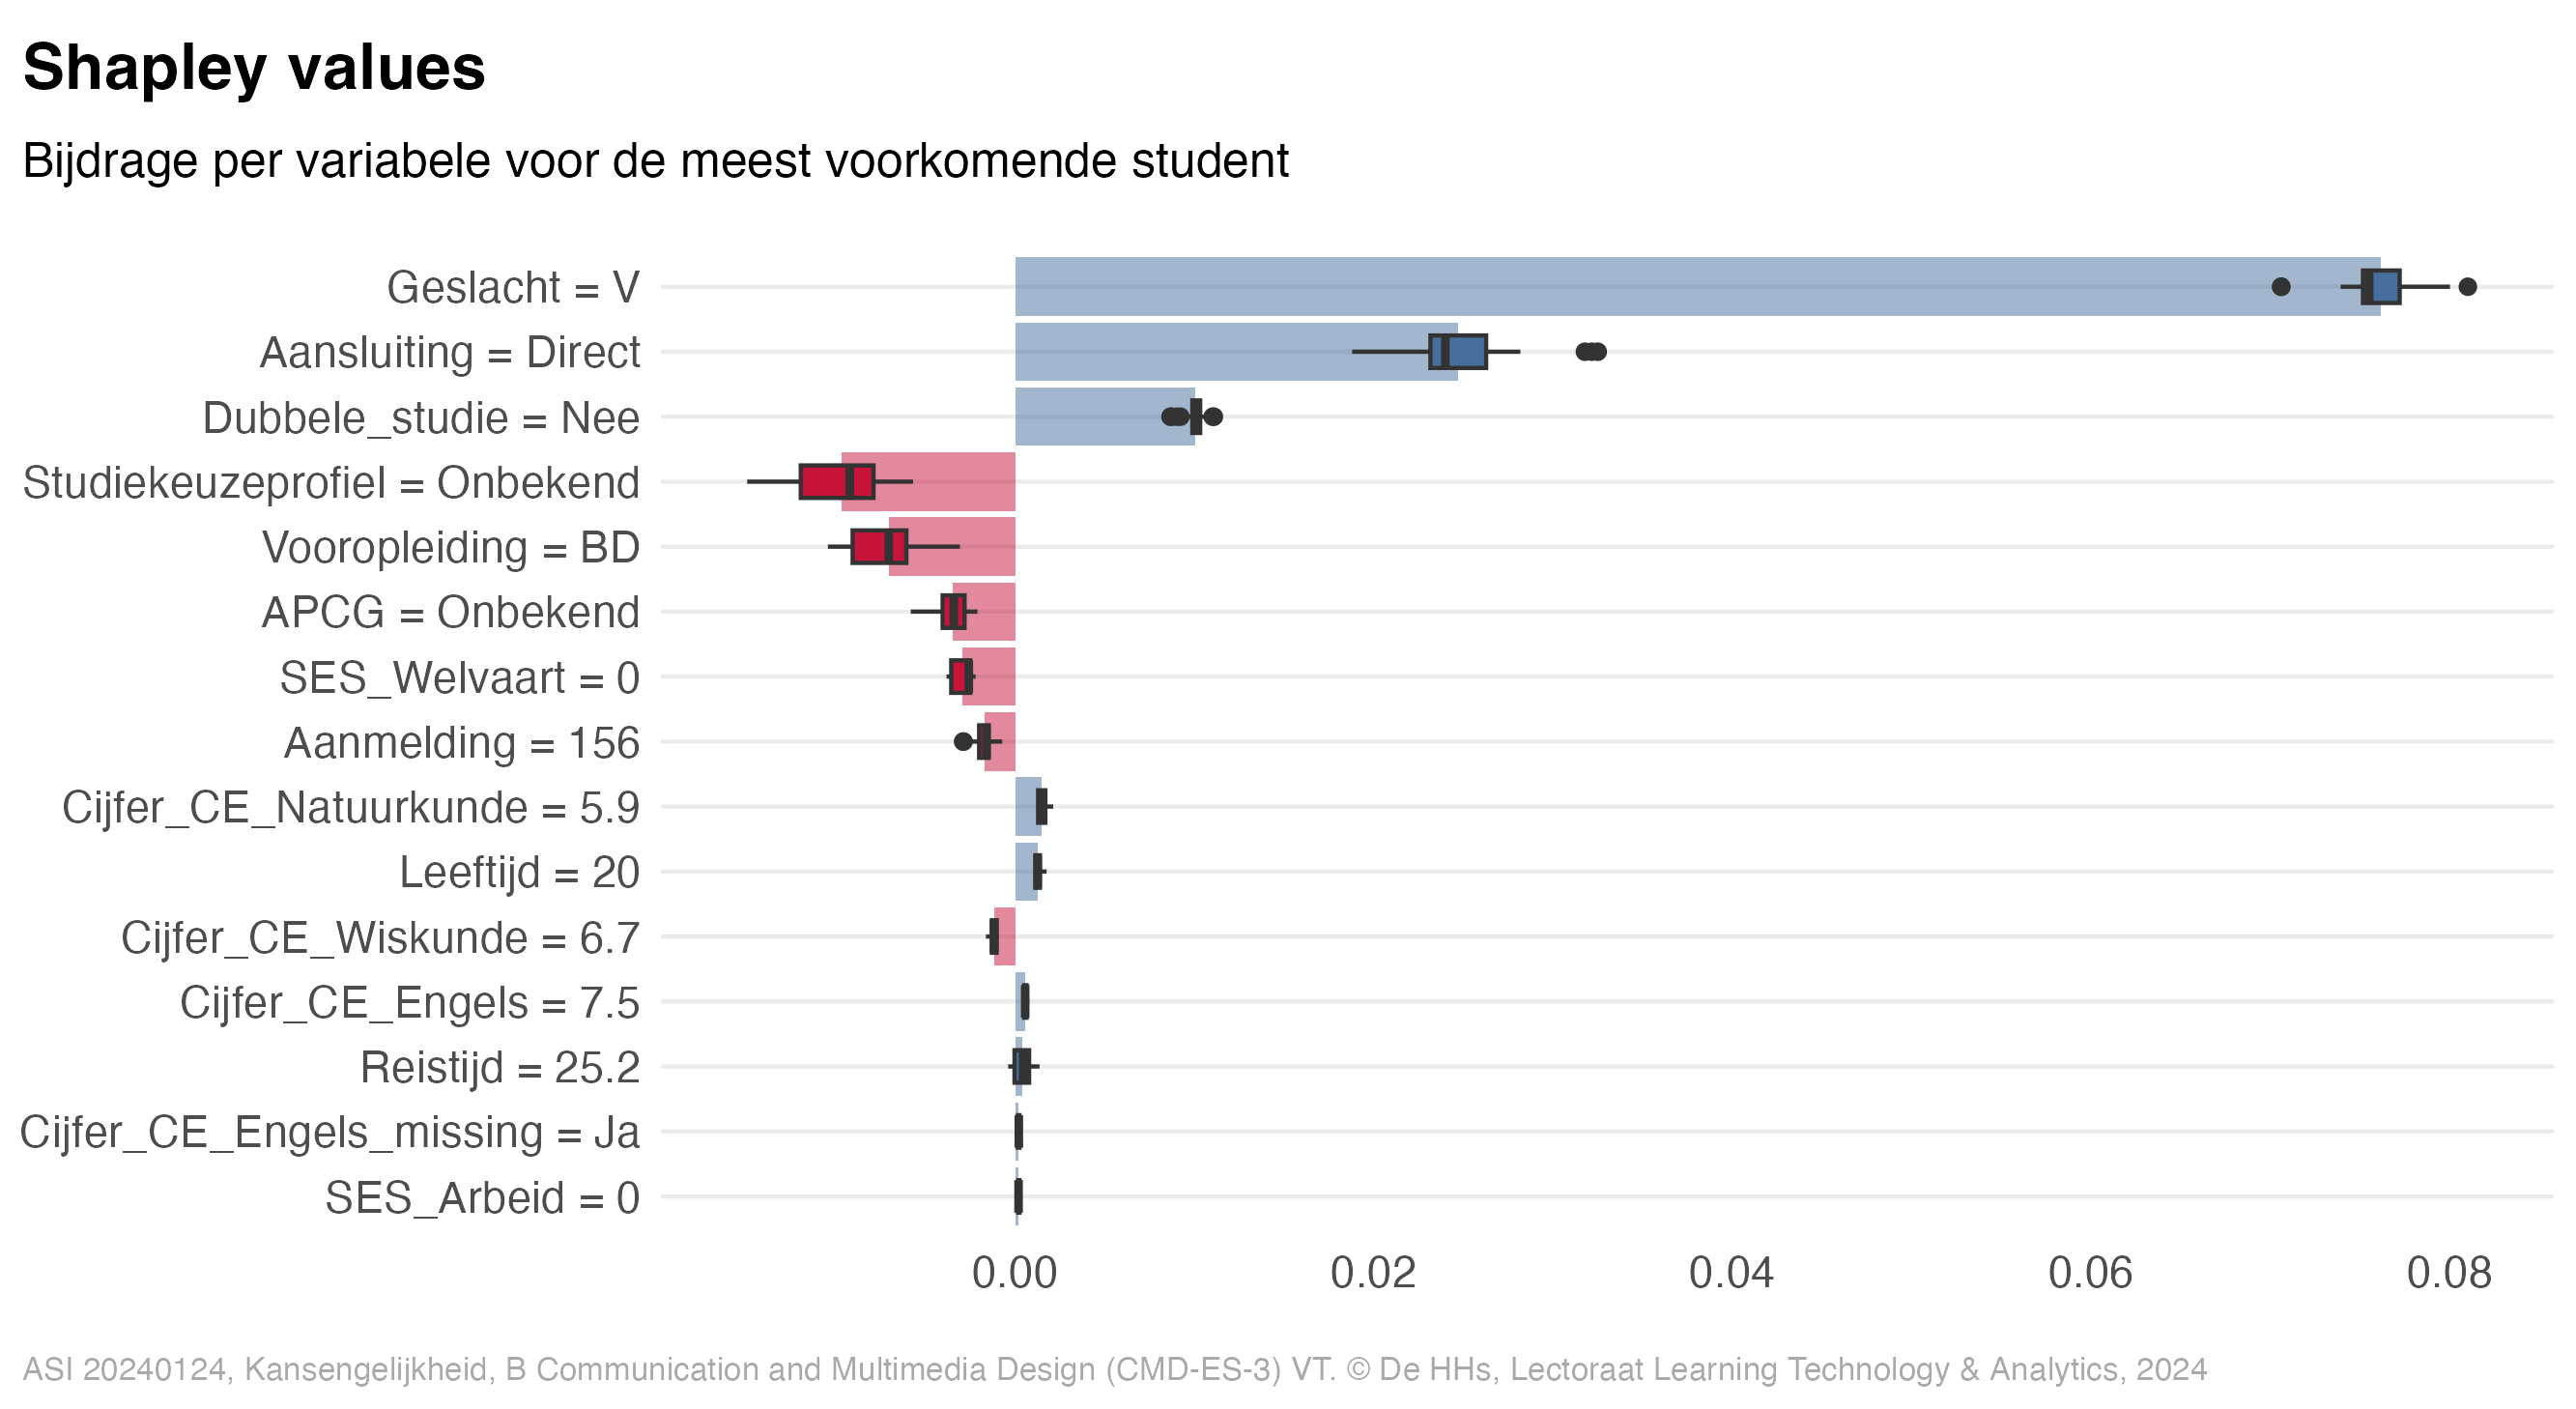 Shapley values
Bijdrage per variabele voor de meest voorkomende student
Geslacht = V
Aansluiting = Direct
Dubbele_studie = Nee
Studiekeuzeprofiel = Onbekend
Vooropleiding = BD
APCG = Onbekend
SES_Welvaart = 0
Aanmelding = 156
Cijfer_CE_Natuurkunde = 5.9
Leeftijd = 20
Cijfer_CE_Wiskunde = 6.7
Cijfer_CE_Engels = 7.5
Reistijd = 25.2
Cijfer_CE_Engels_missing = Ja
SES_Arbeid = 0
0.00 0.02 0.04 0.06 0.08
ASI 20240124, Kansengelijkheid, B Communication and Multimedia Design (CMD-ES-3) VT. © De HHs, Lectoraat Learning Technology & Analytics, 2024